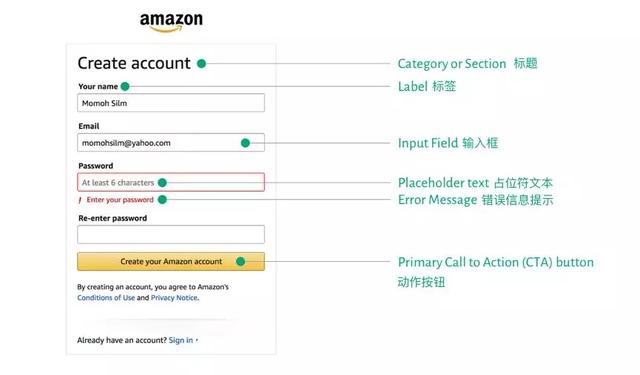 amazon
Create account
Category or Section 标题
Your name
Label 标签
Momoh Silm
Email
momohsilm@yahoo.com
Input Field 输入框
Password
At least 6 characters
Placeholder text 占位符文本
! Enter your password
Error Message 错误信息提示
Re-enter password
Create your Amazon account
Primary Call to Action (CTA) button
动作按钮
By creating an account, you agree to Amazon's
Conditions of Use and Privacy Notice.
Already have an account? Sign in